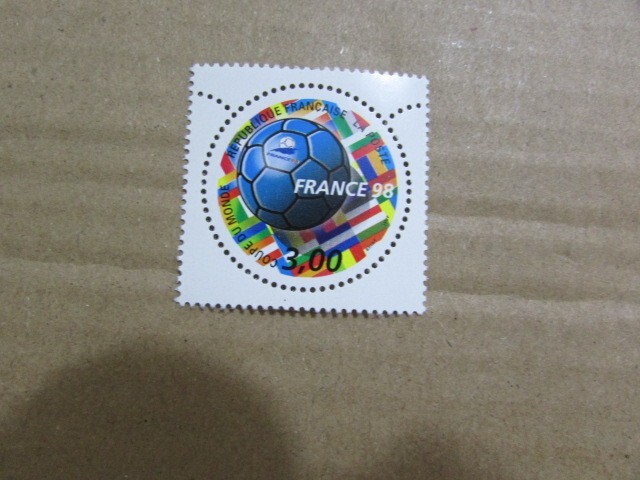 RÉPUBLIQUE FRANÇAISE LA POSTE
FRANCE 98
COUPE DU MONDE
3,00